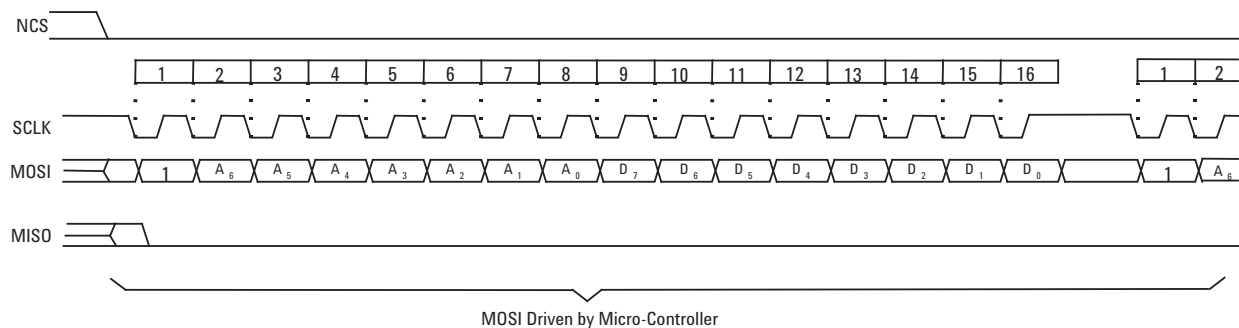 NCS
1 2 3 4 5 6 7 8 9 10 11 12 13 14 15 16 1 2
SCLK
MOSI 1 A6 A5 A4 A3 A2 A1 A0 D7 D6 D5 D4 D3 D2 D1 D0 1 A6
MISO
MOSI Driven by Micro-Controller